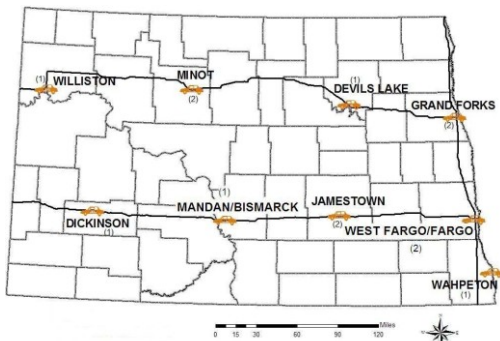 (1)
WILLISTON
MINOT
(2)
(1)
DEVILS LAKE
GRAND FORKS
(2)
(1)
MANDAN/BISMARCK
JAMESTOWN
(2)
DICKINSON
(1)
WEST FARGO/FARGO
(2)
WAHPETON
(1)
Miles
0 15 30 60 90 120